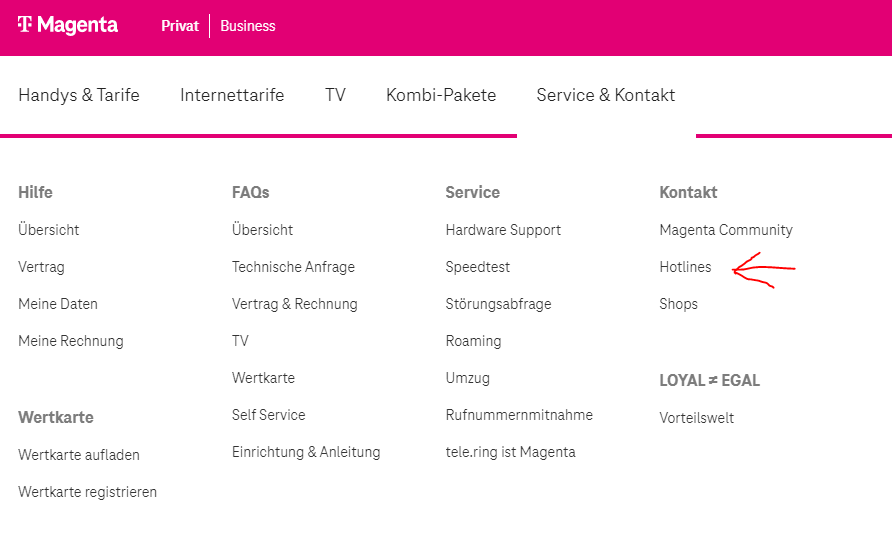 T Magenta Privat Business
Handys & Tarife Internettarife TV Kombi-Pakete Service & Kontakt
Hilfe
Übersicht
Vertrag
Meine Daten
Meine Rechnung
Wertkarte
Wertkarte aufladen
Wertkarte registrieren
FAQs
Übersicht
Technische Anfrage
Vertrag & Rechnung
TV
Wertkarte
Self Service
Einrichtung & Anleitung
Service
Hardware Support
Speedtest
Störungsabfrage
Roaming
Umzug
Rufnummernmitnahme
tele.ring ist Magenta
Kontakt
Magenta Community
Hotlines
Shops
LOYAL ≠ EGAL
Vorteilswelt